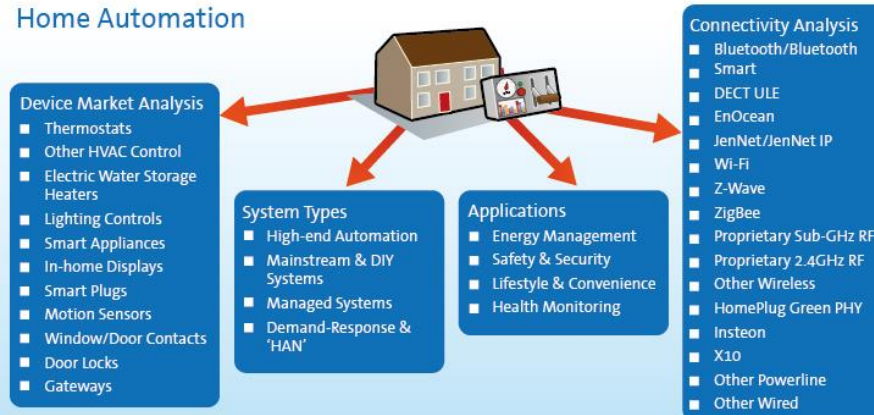 Home Automation
Device Market Analysis
Thermostats
Other HVAC Control
Electric Water Storage
Heaters
Lighting Controls
Smart Appliances
In-home Displays
Smart Plugs
Motion Sensors
Window/Door Contacts
Door Locks
Gateways
System Types
High-end Automation
Mainstream & DIY
Systems
Managed Systems
Demand-Response &
‘HAN’
Applications
Energy Management
Safety & Security
Lifestyle & Convenience
Health Monitoring
Connectivity Analysis
Bluetooth/Bluetooth
Smart
DECT ULE
EnOcean
JenNet/JenNet IP
Wi-Fi
Z-Wave
ZigBee
Proprietary Sub-GHz RF
Proprietary 2.4GHz RF
Other Wireless
HomePlug Green PHY
Insteon
X10
Other Powerline
Other Wired